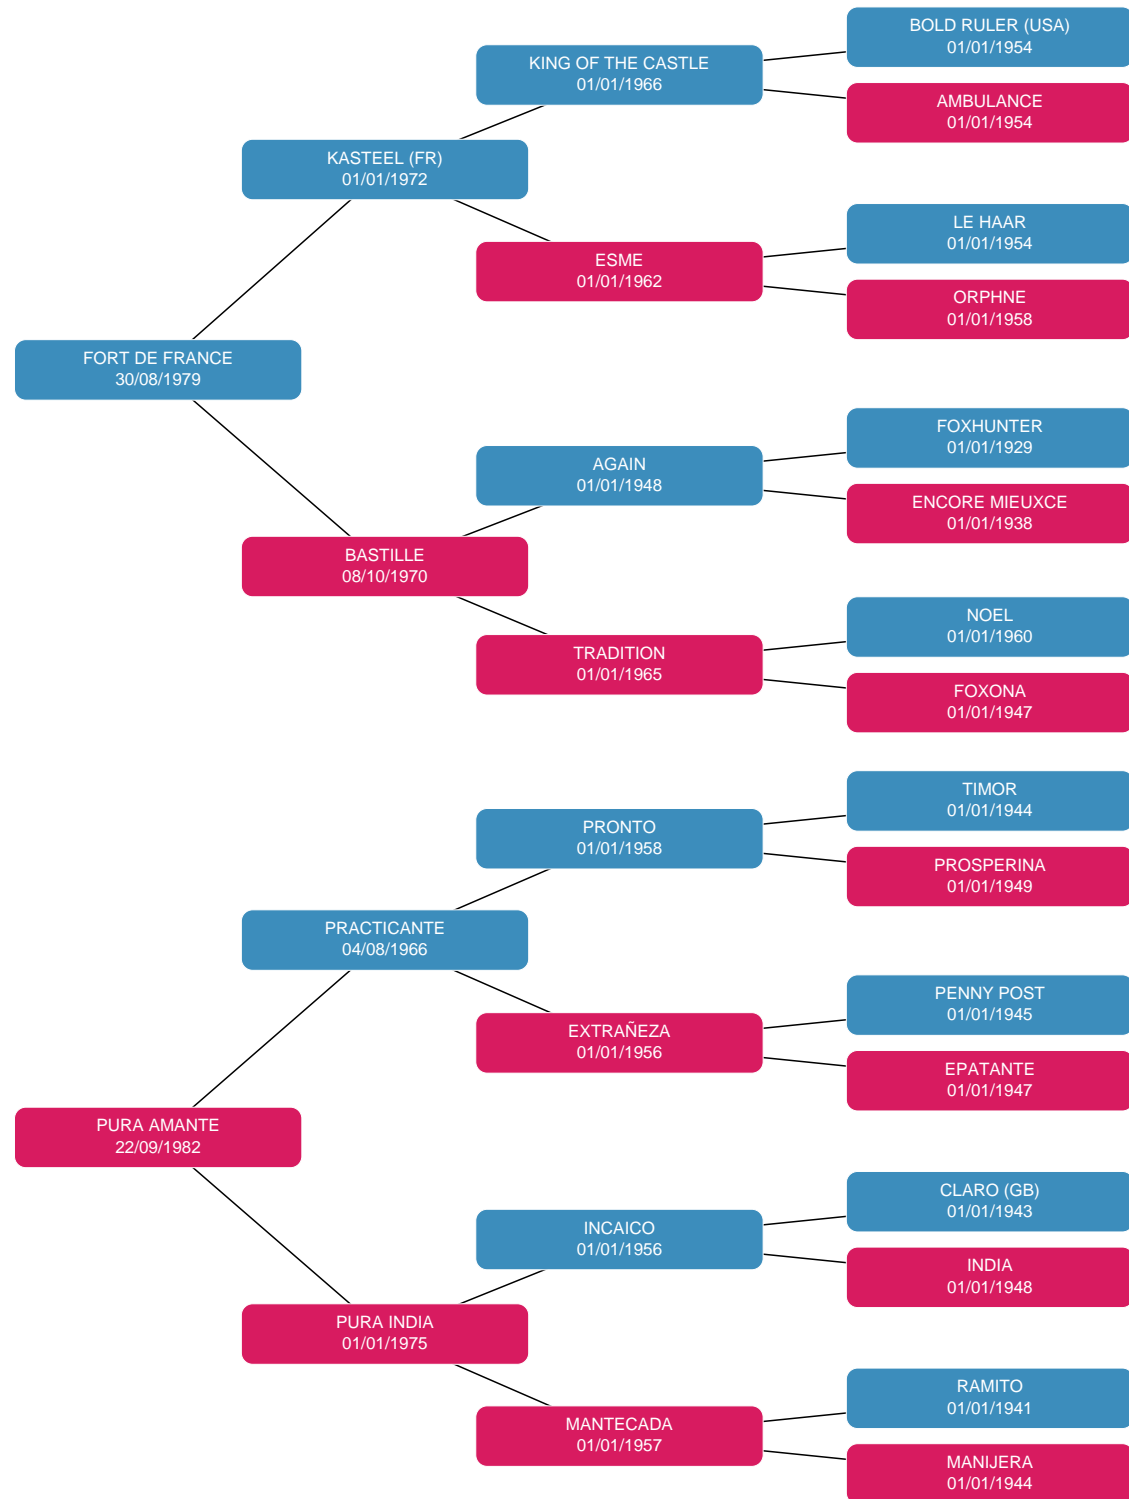 BOLD RULER (USA)
01/01/1954
KING OF THE CASTLE
01/01/1966
AMBULANCE
01/01/1954
KASTEEL (FR)
01/01/1972
LE HAAR
01/01/1954
ESME
01/01/1962
ORPHNE
01/01/1958
FORT DE FRANCE
30/08/1979
FOXHUNTER
01/01/1929
AGAIN
01/01/1948
ENCORE MIEUXCE
01/01/1938
BASTILLE
08/10/1970
NOEL
01/01/1960
TRADITION
01/01/1965
FOXONA
01/01/1947
TIMOR
01/01/1944
PRONTO
01/01/1958
PROSPERINA
01/01/1949
PRACTICANTE
04/08/1966
PENNY POST
01/01/1945
EXTRAÑEZA
01/01/1956
EPATANTE
01/01/1947
PURA AMANTE
22/09/1982
CLARO (GB)
01/01/1943
INCAICO
01/01/1956
INDIA
01/01/1948
PURA INDIA
01/01/1975
RAMITO
01/01/1941
MANTECADA
01/01/1957
MANIJERA
01/01/1944